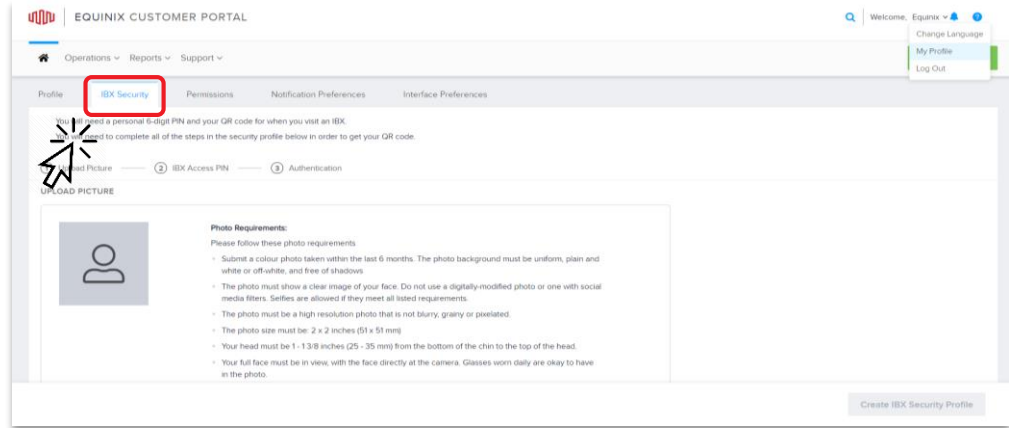 EQUINIX CUSTOMER PORTAL
Welcome, Equinix
Change Language
My Profile
Log Out
Operations Reports Support
Profile IBX Security Permissions Notification Preferences Interface Preferences
You will need a personal 6-digit PIN and your QR code for when you visit an IBX.
You will need to complete all of the steps in the security profile below in order to get your QR code.
Upload Picture 2 IBX Access PIN 3 Authentication
UPLOAD PICTURE
Photo Requirements:
Please follow these photo requirements
Submit a colour photo taken within the last 6 months. The photo background must be uniform, plain and
white or off-white, and free of shadows
The photo must show a clear image of your face. Do not use a digitally-modified photo or one with social
media filters. Selfies are allowed if they meet all listed requirements.
The photo must be a high resolution photo that is not blurry, grainy or pixelated.
The photo size must be: 2 x 2 inches (51 x 51 mm)
Your head must be 1 - 1 3/8 inches (25 - 35 mm) from the bottom of the chin to the top of the head.
Your full face must be in view, with the face directly at the camera. Glasses worn daily are okay to have
in the photo.
Create IBX Security Profile